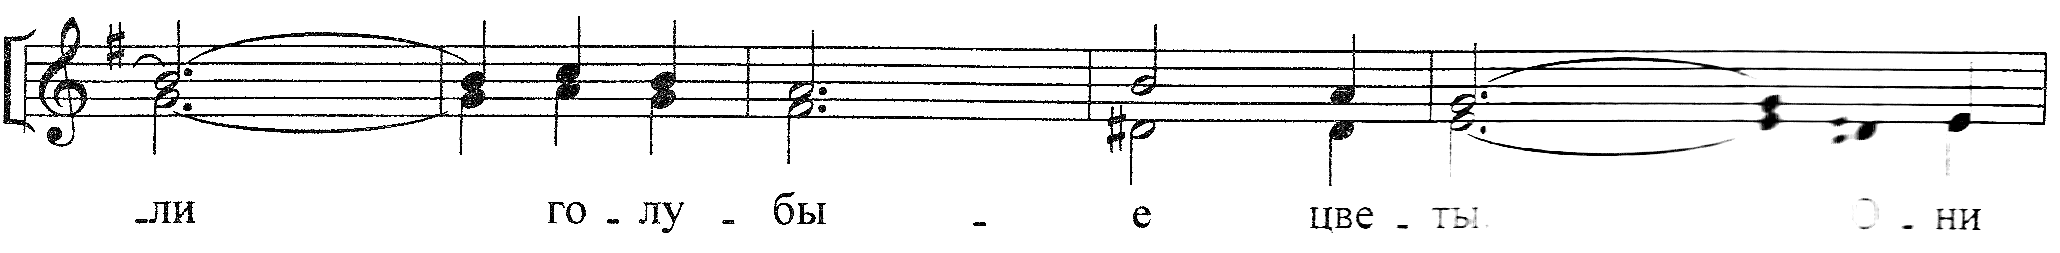 -ли го - лу - бы - е цве - ты. О - ни